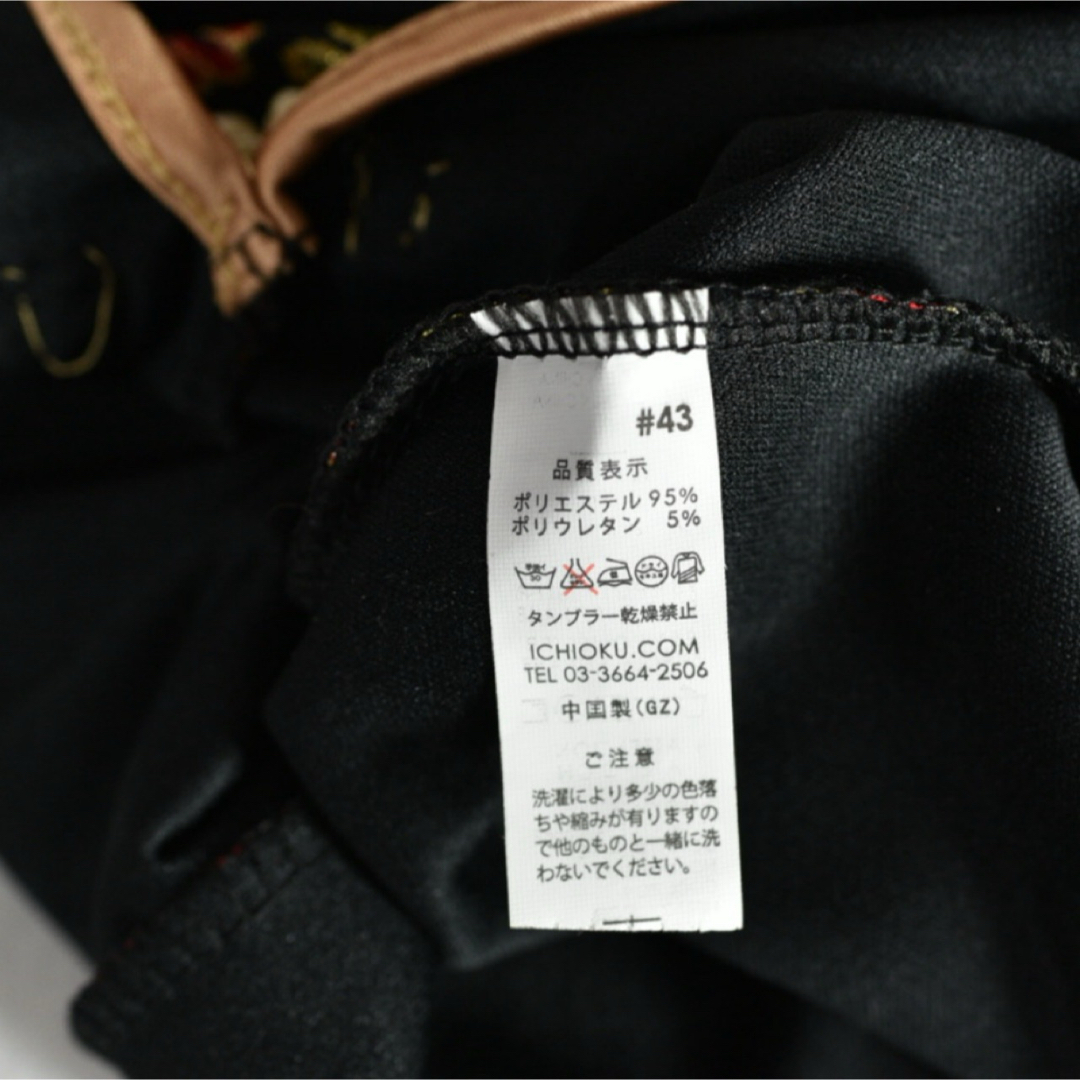 #43
品質表示
ポリエステル 95%
ポリウレタン 5%
タンブラー乾燥禁止
ICHIOKU.COM
TEL 03-3664-2506
中国製(GZ)
ご注意
洗濯により多少の色落
ちや縮みが有りますの
で他のものと一緒に洗
わないでください。